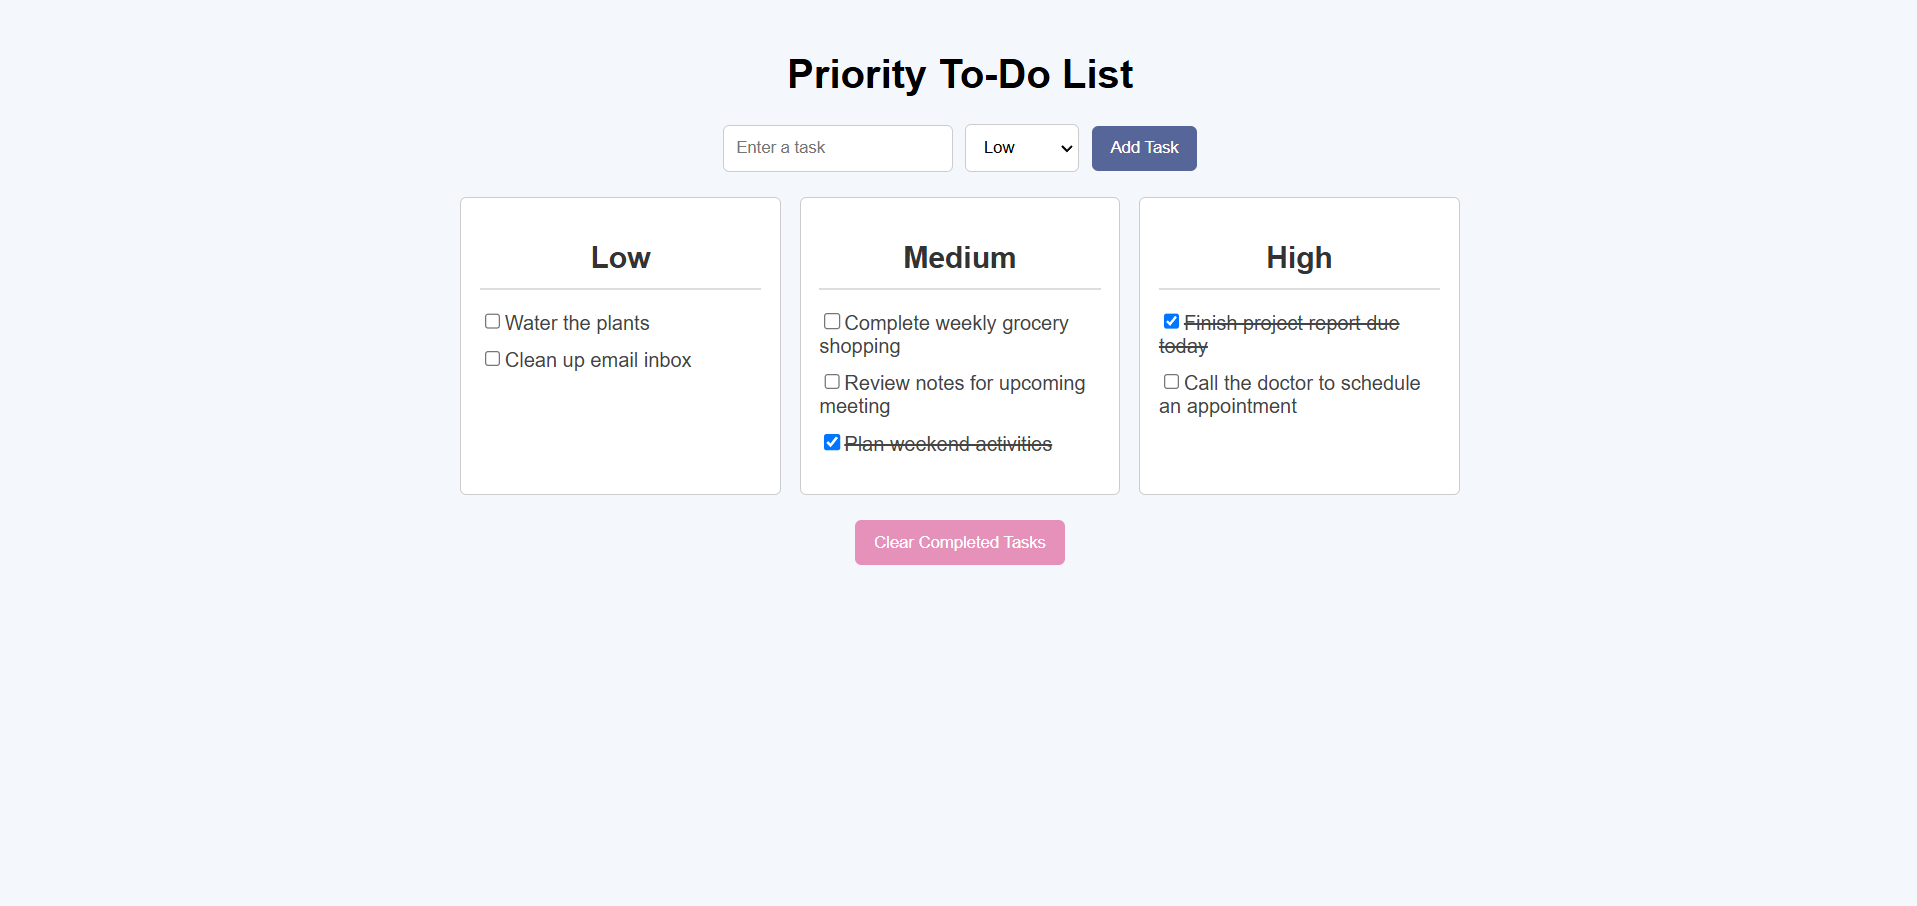 Priority To-Do List
Enter a task
Low
Add Task
Low
Water the plants
Clean up email inbox
Medium
Complete weekly grocery
shopping
Review notes for upcoming
meeting
Plan weekend activities
High
Finish project report due
today
Call the doctor to schedule
an appointment
Clear Completed Tasks